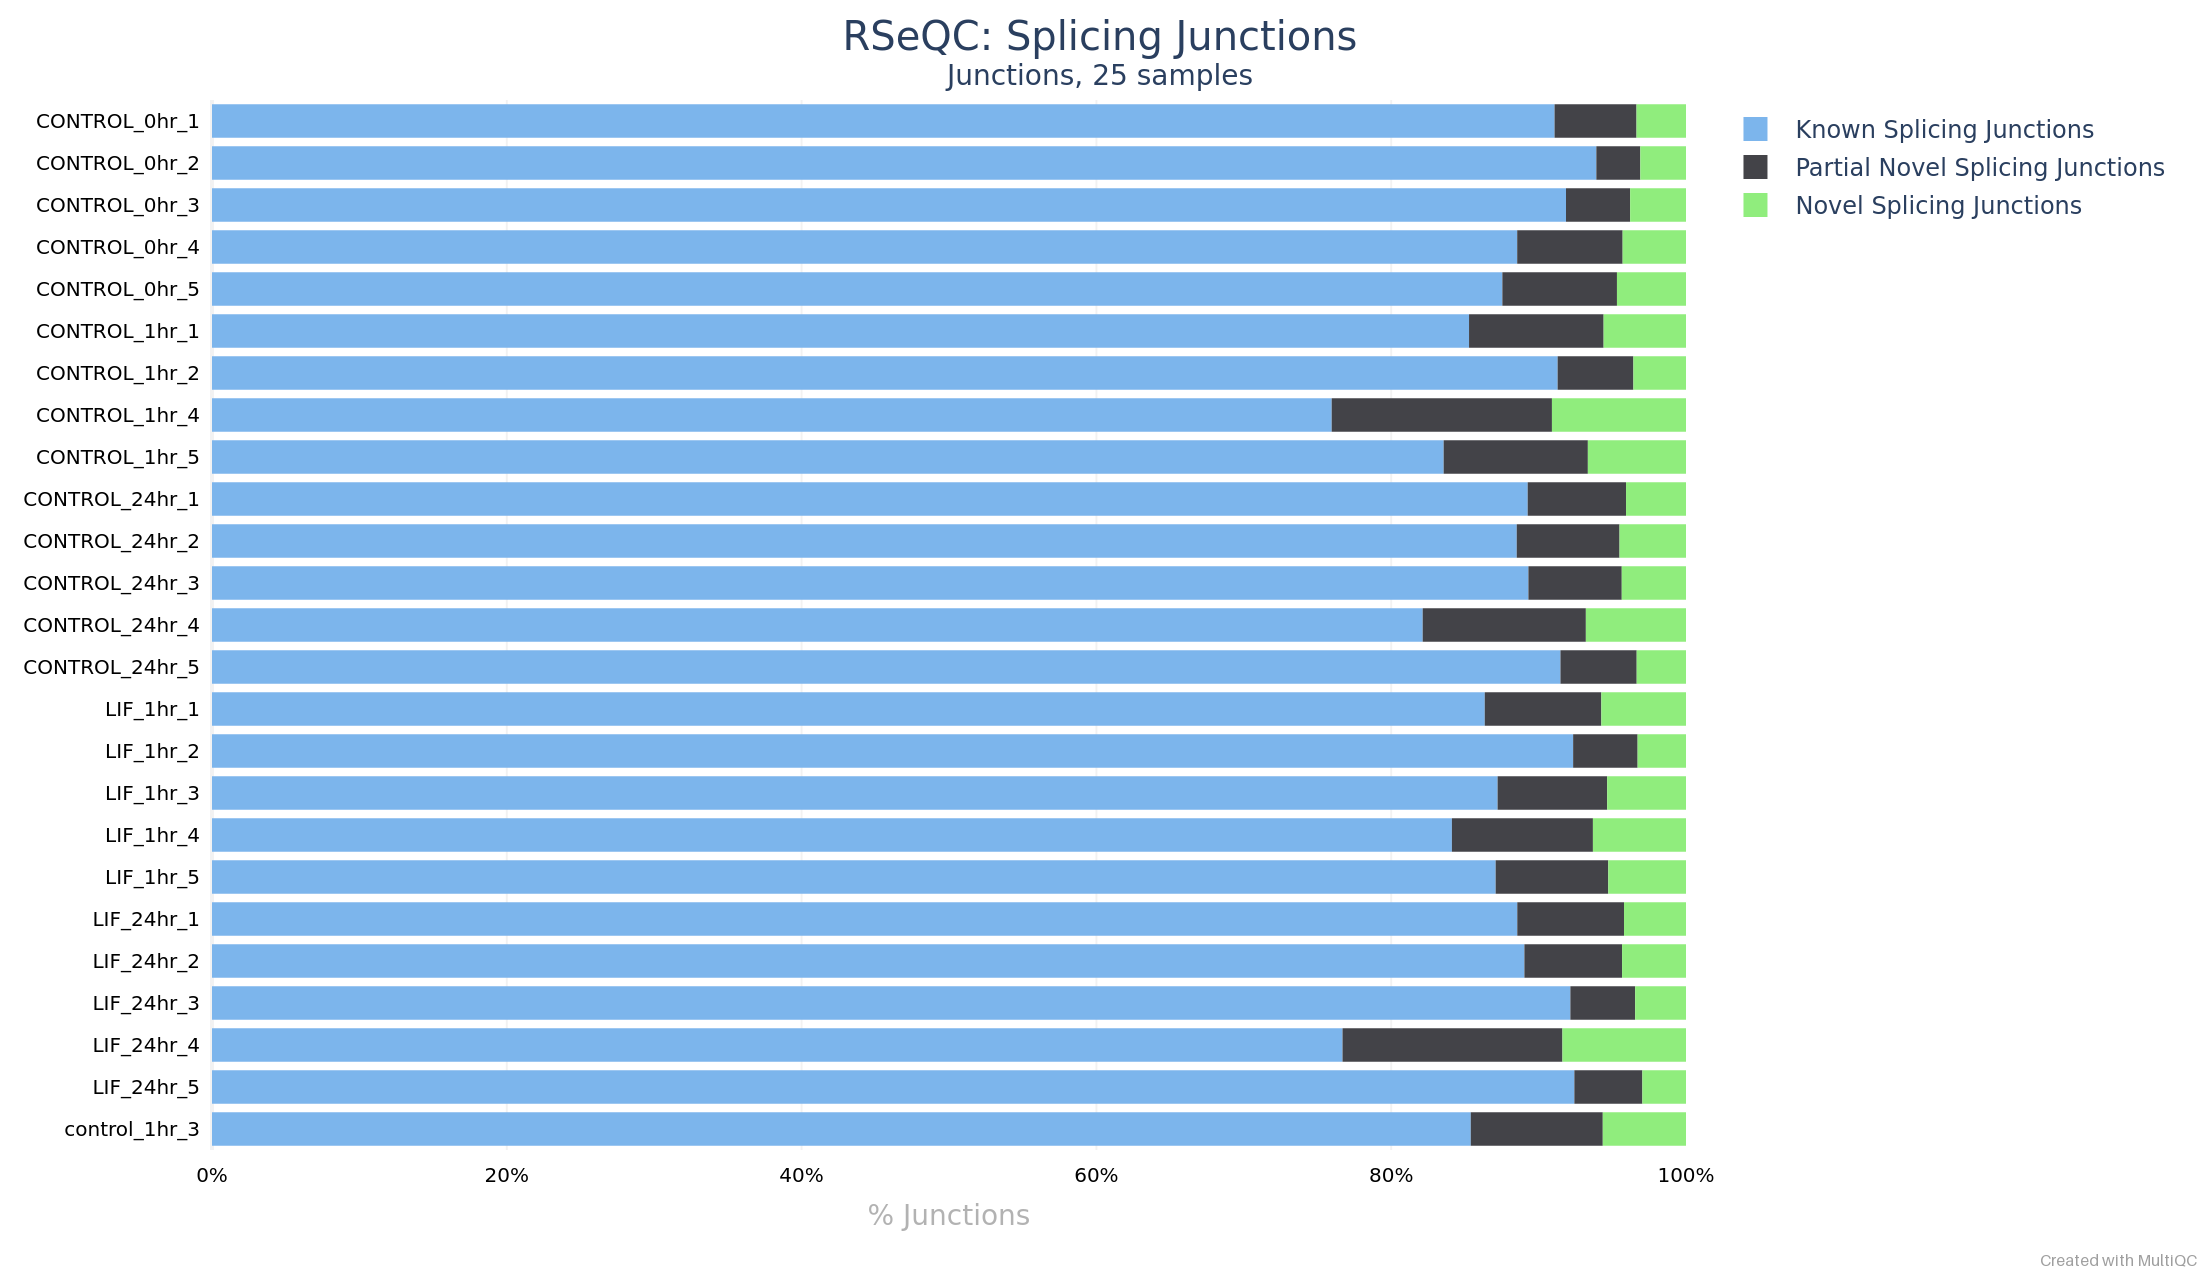 RSeQC: Splicing Junctions
Junctions, 25 samples
CONTROL_0hr_1
CONTROL_0hr_2
CONTROL_0hr_3
CONTROL_0hr_4
CONTROL_0hr_5
CONTROL_1hr_1
CONTROL_1hr_2
CONTROL_1hr_4
CONTROL_1hr_5
CONTROL_24hr_1
CONTROL_24hr_2
CONTROL_24hr_3
CONTROL_24hr_4
CONTROL_24hr_5
LIF_1hr_1
LIF_1hr_2
LIF_1hr_3
LIF_1hr_4
LIF_1hr_5
LIF_24hr_1
LIF_24hr_2
LIF_24hr_3
LIF_24hr_4
LIF_24hr_5
control_1hr_3
0% 20% 40% 60% 80% 100%
% Junctions
Known Splicing Junctions
Partial Novel Splicing Junctions
Novel Splicing Junctions
Created with MultiQC